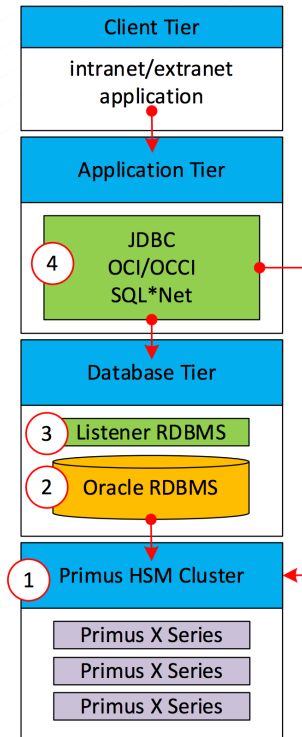 Client Tier
intranet/extranet
application
Application Tier
4
JDBC
OCI/OCCI
SQL*Net
Database Tier
3
Listener RDBMS
2
Oracle RDBMS
1
Primus HSM Cluster
Primus X Series
Primus X Series
Primus X Series